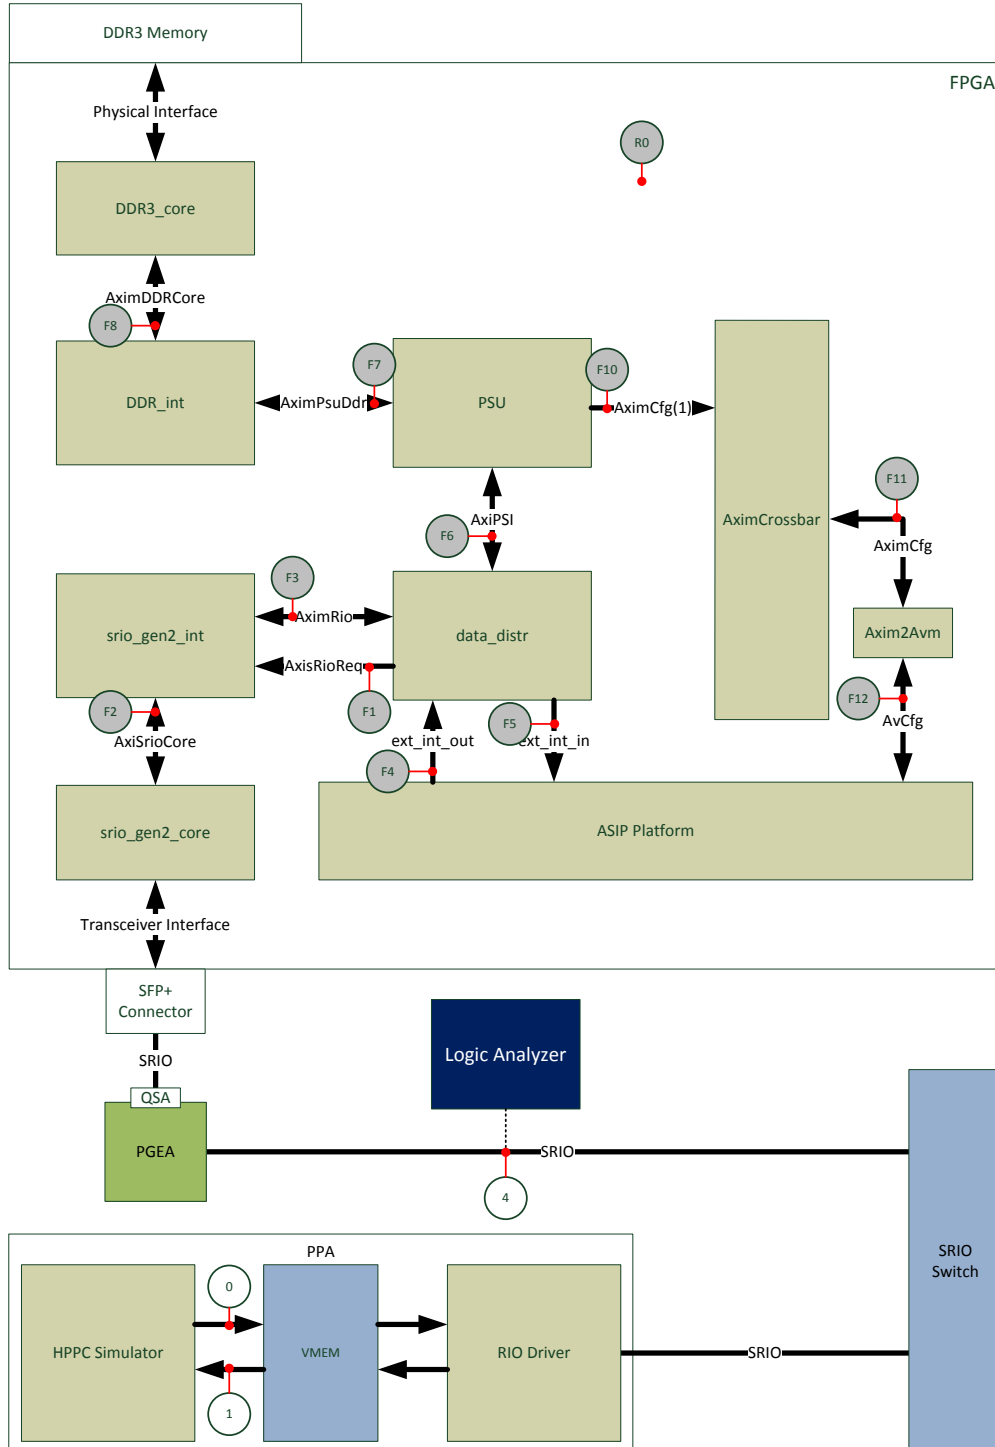 DDR3 Memory
FPGA
Physical Interface
R0
DDR3_core
AximDDRCore
F8
F7
F10
DDR_int
AximPsuDdr
PSU
AximCfg(1)
F11
AximCrossbar
AxiPSI
F6
AximCfg
F3
AximRio
srio_gen2_int
data_distr
Axim2Avm
AxisRioReq
F2
F1
F5
F12
AxiSrioCore
ext_int_out
ext_int_in
AvCfg
F4
srio_gen2_core
ASIP Platform
Transceiver Interface
SFP+
Connector
SRIO
Logic Analyzer
QSA
PGEA
SRIO
4
PPA
SRIO
Switch
0
HPPC Simulator
VMEM
RIO Driver
SRIO
1